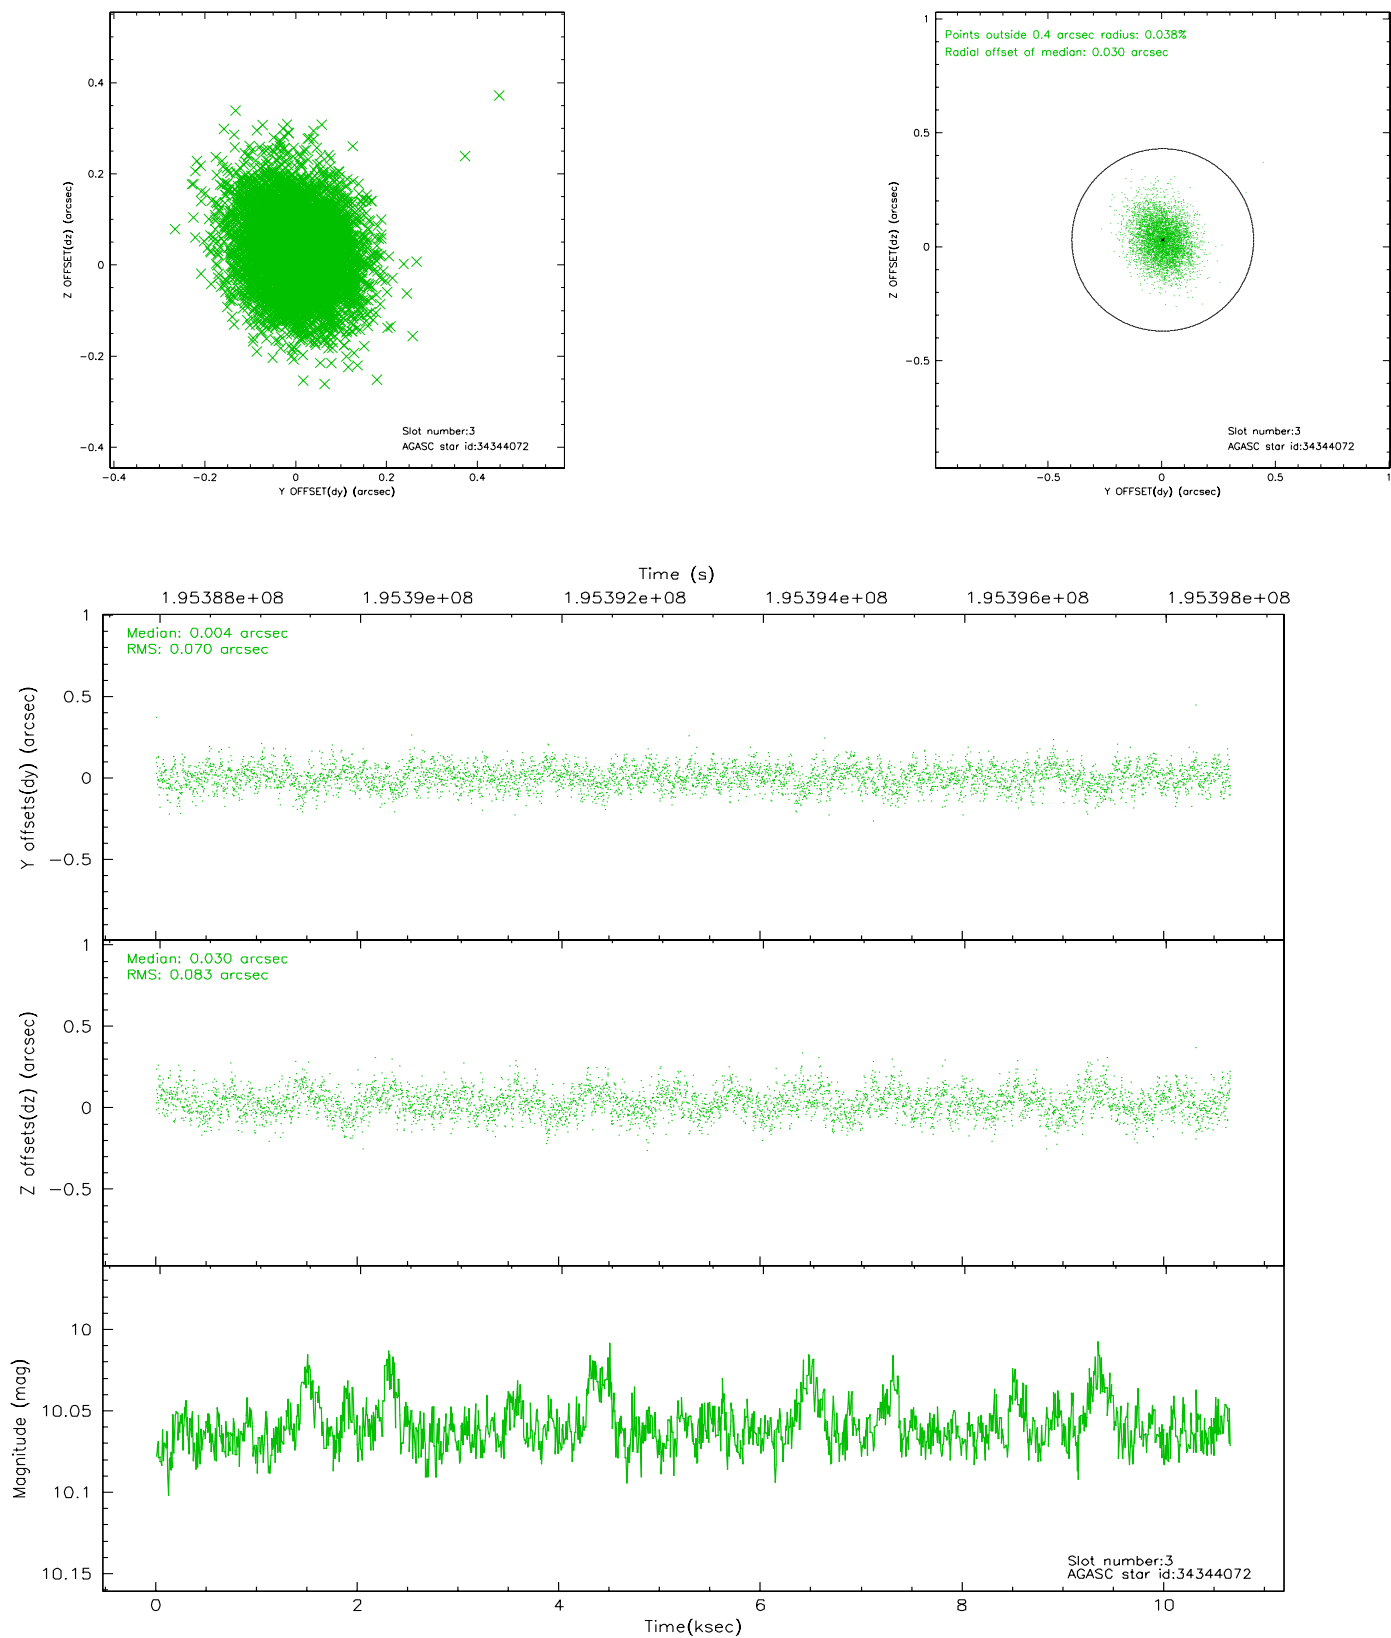 0.4
0.2
0
−0.2
−0.4
Z OFFSET(dz) (arcsec)
−0.4
−0.2
0
0.2
0.4
Y OFFSET(dy) (arcsec)
Slot number:3
AGASC star id:34344072
Points outside 0.4 arcsec radius: 0.038%
Radial offset of median: 0.030 arcsec
1
0.5
0
−0.5
Z OFFSET(dz) (arcsec)
−0.5
0
0.5
1
Y OFFSET(dy) (arcsec)
Slot number:3
AGASC star id:34344072
Time (s)
1.95388e+08
1.9539e+08
1.95392e+08
1.95394e+08
1.95396e+08
1.95398e+08
Median: 0.004 arcsec
RMS: 0.070 arcsec
1
0.5
0
−0.5
Y offsets(dy) (arcsec)
Median: 0.030 arcsec
RMS: 0.083 arcsec
1
0.5
0
−0.5
Z offsets(dz) (arcsec)
10
10.05
10.1
10.15
Magnitude (mag)
Slot number:3
AGASC star id:34344072
0
2
4
6
8
10
Time(ksec)